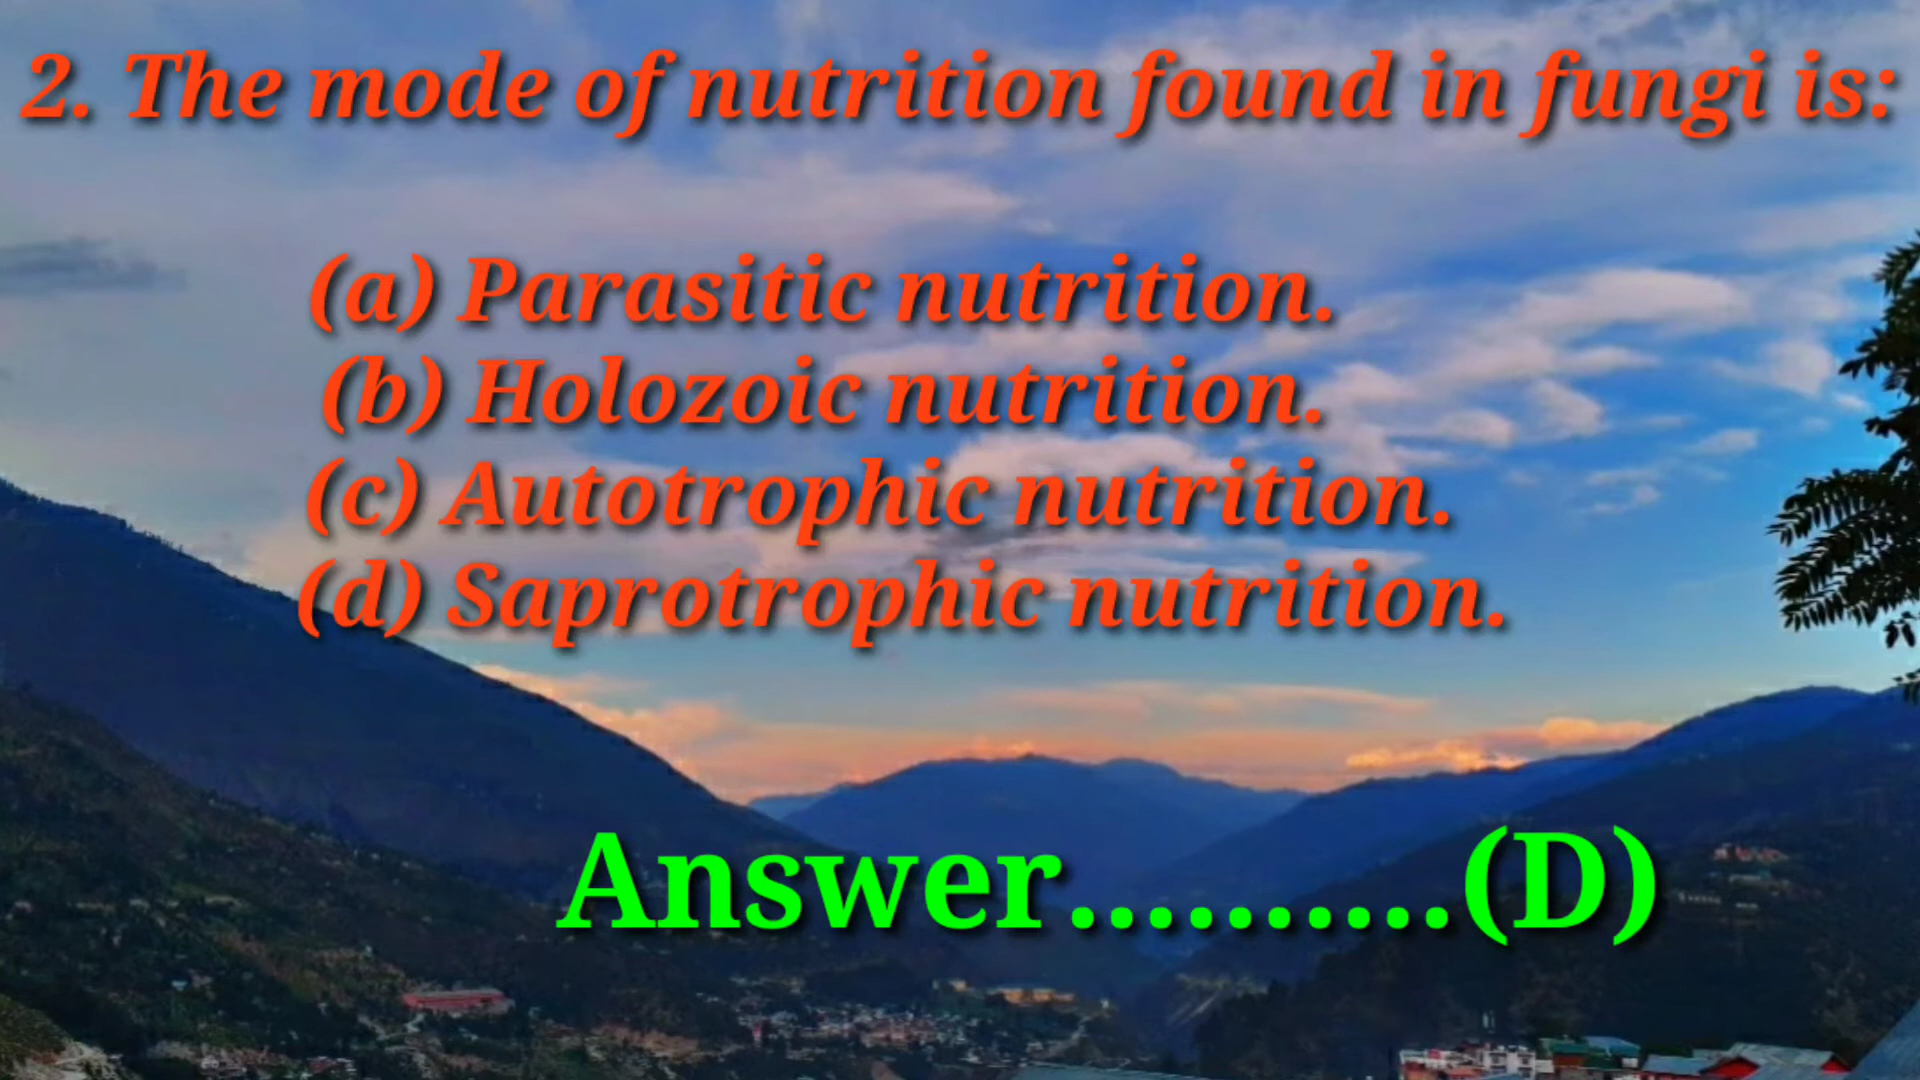 2. The mode of nutrition found in fungi is:
(a) Parasitic nutrition.
(b) Holozoic nutrition.
(c) Autotrophic nutrition.
(d) Saprotrophic nutrition.
Answer..........(D)